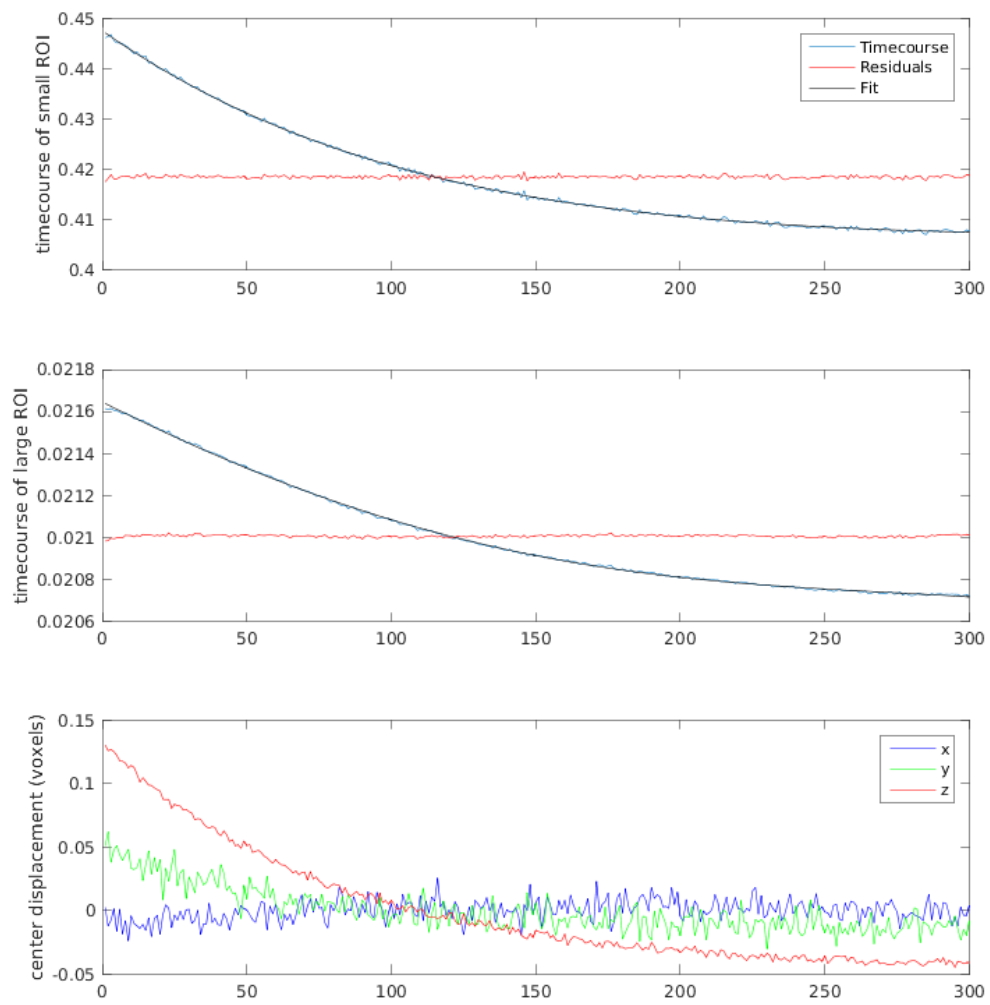 timecourse of small ROI
0.45
0.44
0.43
0.42
0.41
0.4
0 50 100 150 200 250 300
Timecourse
Residuals
Fit
timecourse of large ROI
0.0218
0.0216
0.0214
0.0212
0.021
0.0208
0.0206
0 50 100 150 200 250 300
center displacement (voxels)
0.15
0.1
0.05
0
-0.05
0 50 100 150 200 250 300
x
y
z